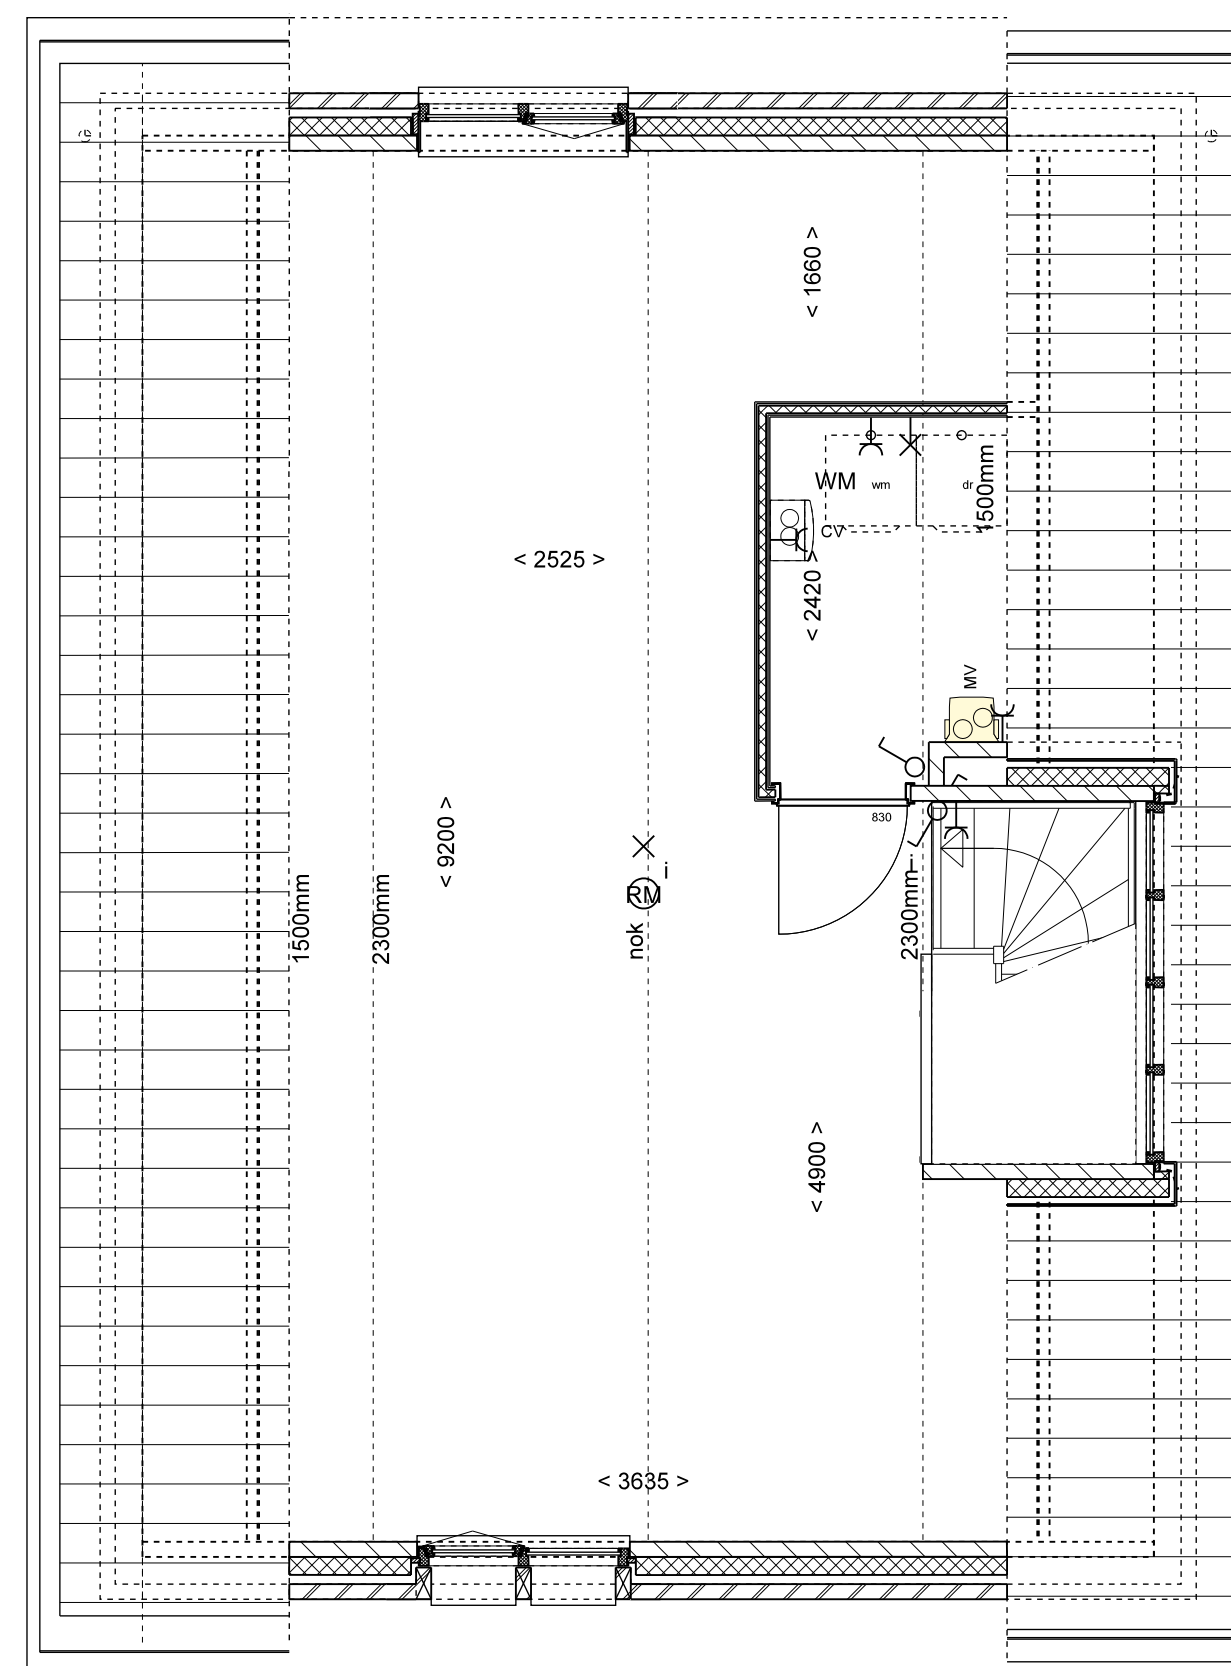 < 1660 >
WM
wm
dr
1500mm
CV
< 2525 >
< 2420 >
MV
830
< 9200 >
i
RM
i
1500mm
2300mm
nok
2300mm
< 4900 >
< 3635 >